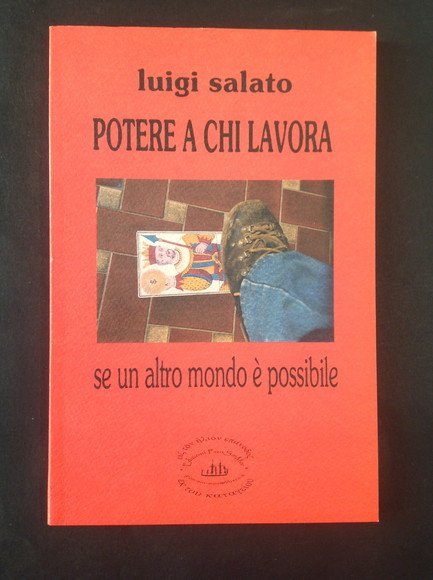 luigi salato
POTERE A CHI LAVORA
se un altro mondo è possibile